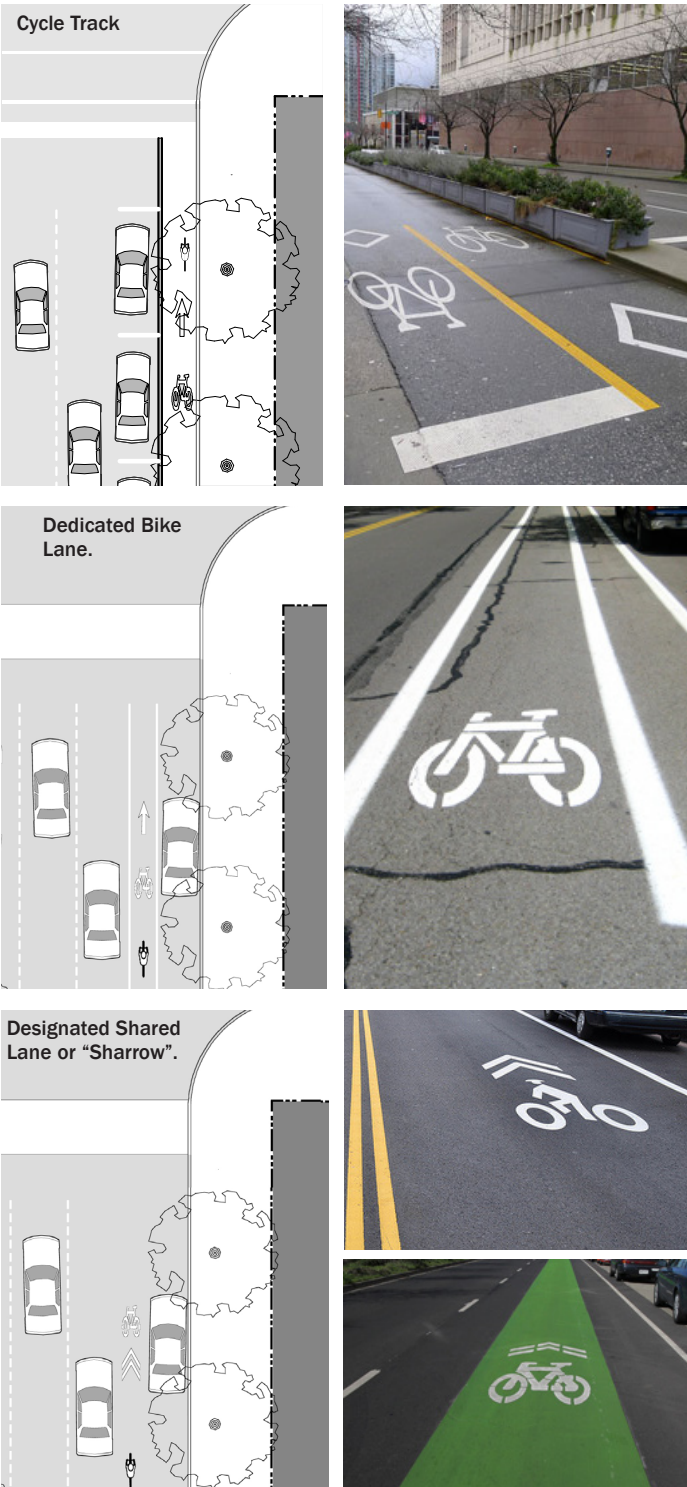 Cycle Track
Dedicated Bike
Lane.
Designated Shared
Lane or “Sharrow”.